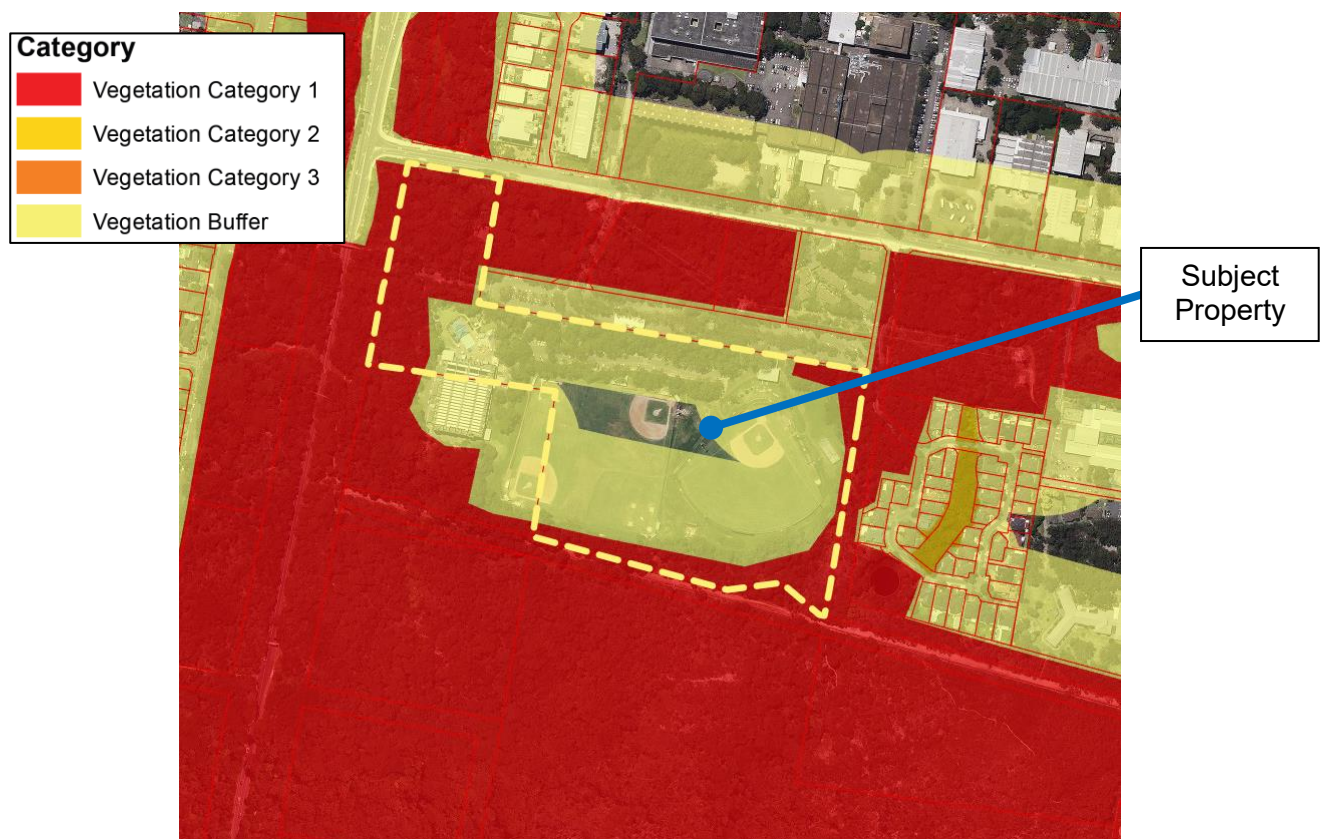 Category
Vegetation Category 1
Vegetation Category 2
Vegetation Category 3
Vegetation Buffer
Subject
Property